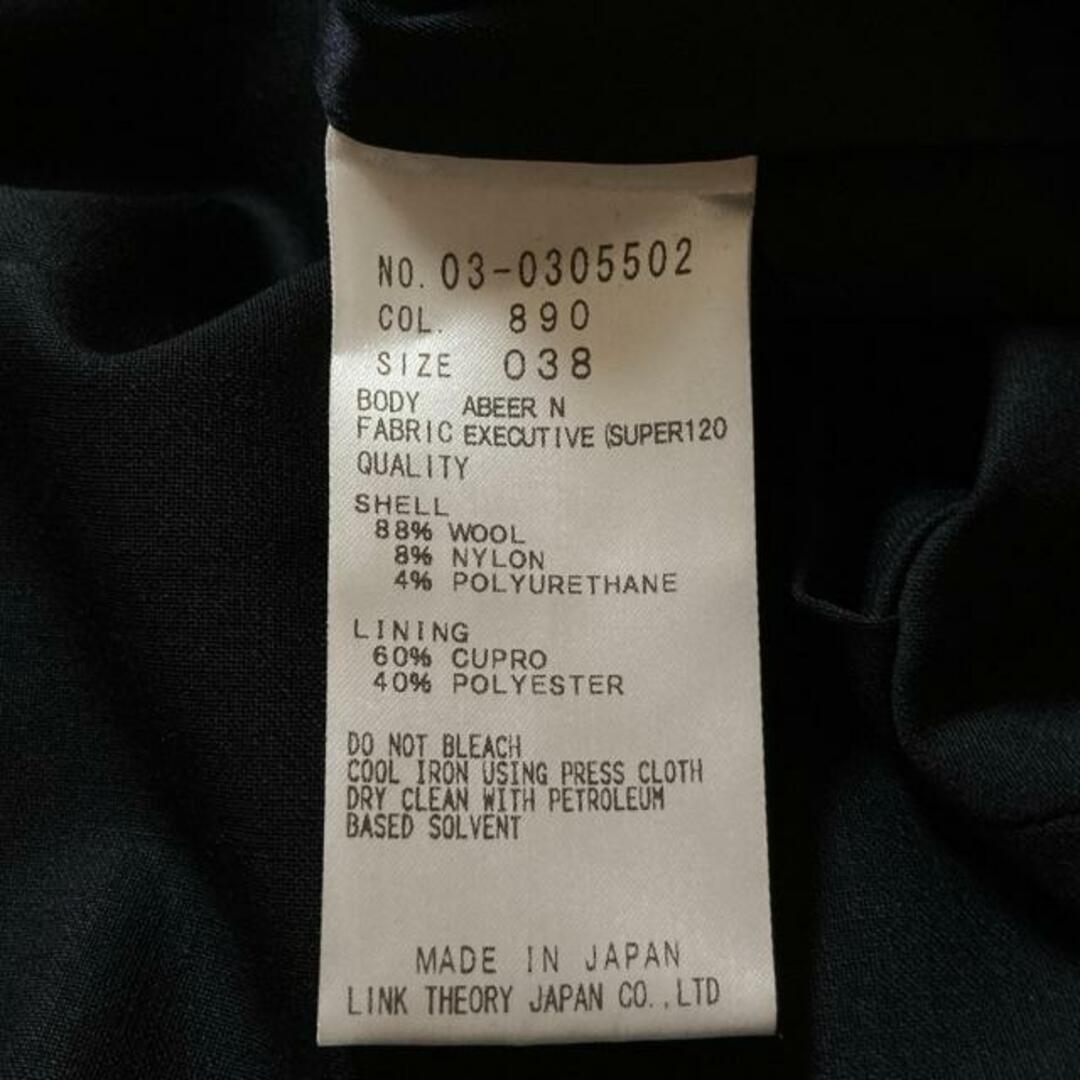 NO. 03-0305502
COL. 890
SIZE 038
BODY ABEER N
FABRIC EXECUTIVE (SUPER120
QUALITY
SHELL
88% WOOL
8% NYLON
4% POLYURETHANE
LINING
60% CUPRO
40% POLYESTER
DO NOT BLEACH
COOL IRON USING PRESS CLOTH
DRY CLEAN WITH PETROLEUM
BASED SOLVENT
MADE IN JAPAN
LINK THEORY JAPAN CO.,LTD